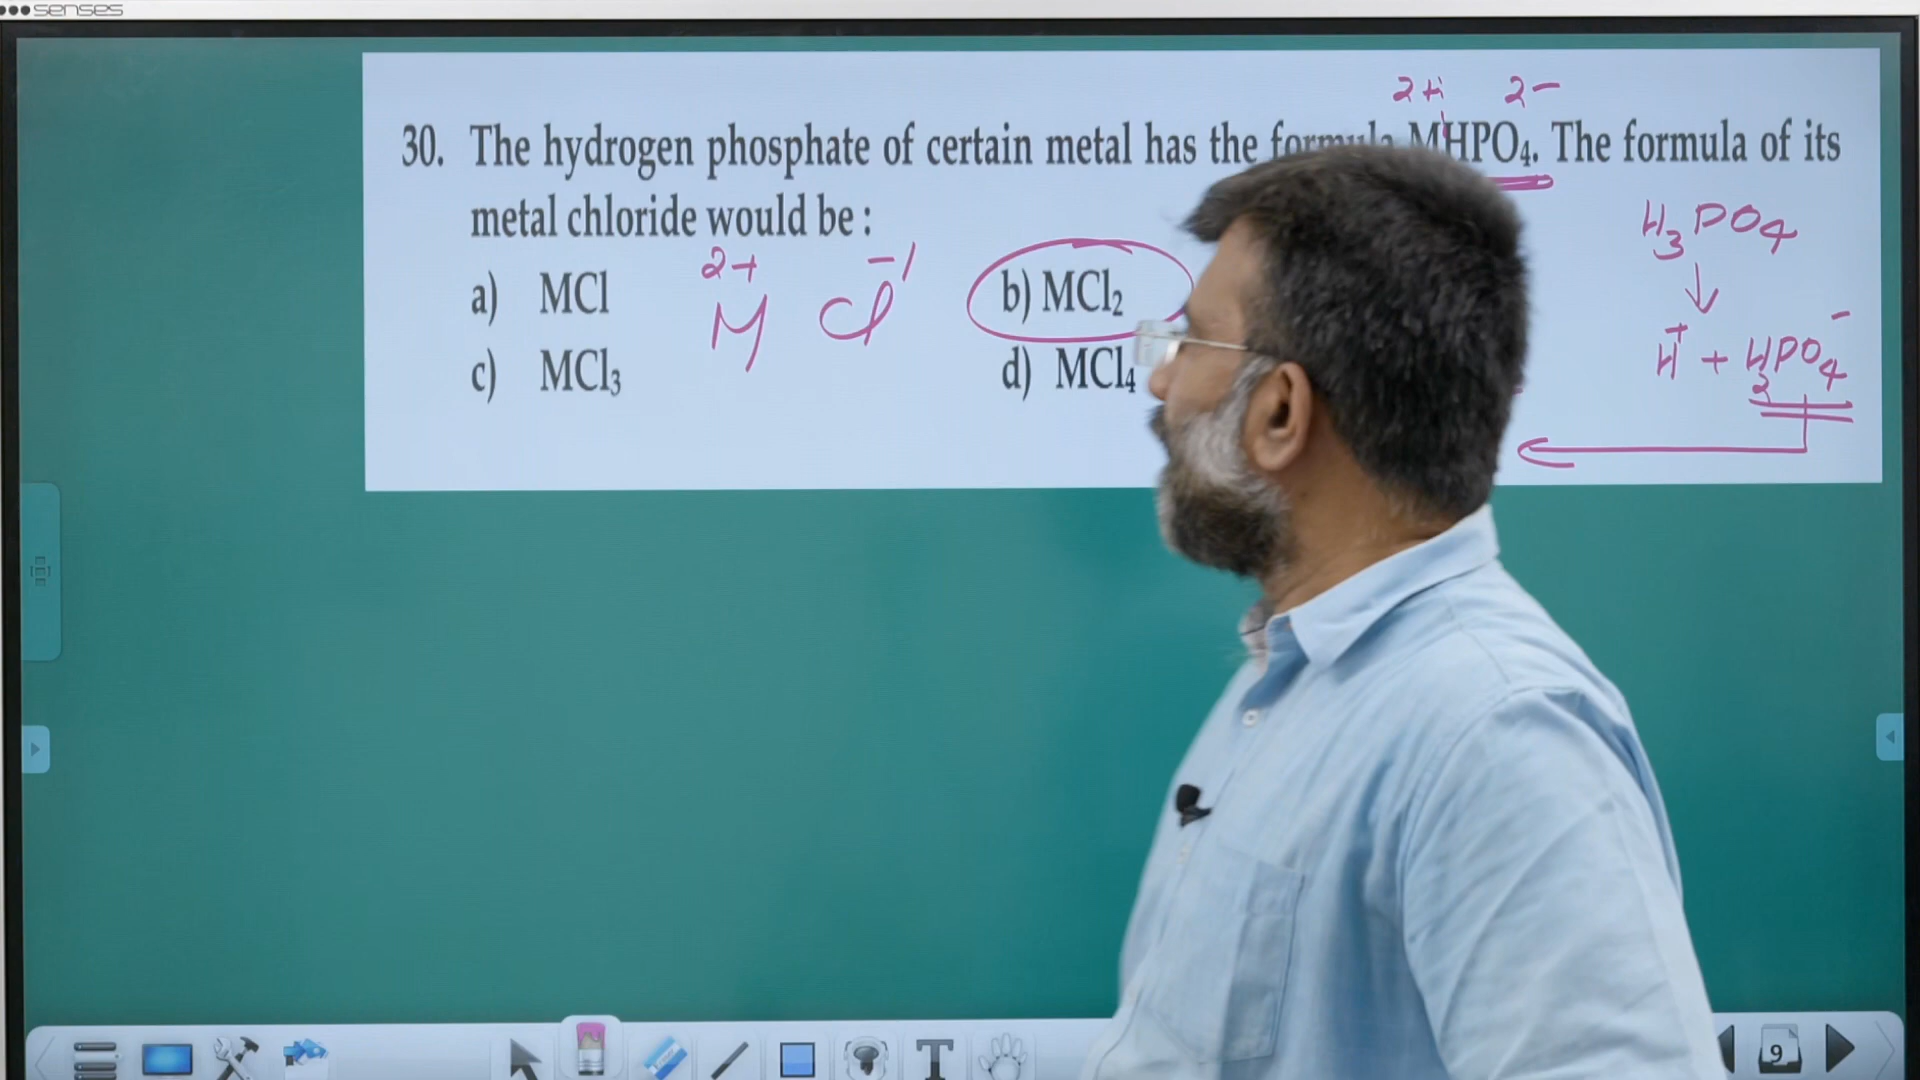 senses
2+ 2-
30. The hydrogen phosphate of certain metal has the formula MHPO₄. The formula of its
metal chloride would be :
H₃PO₄
2+ -1
M Cl
a) MCl b) MCl₂
↓
H⁺ + H₂PO₄⁻
c) MCl₃ d) MCl₄
T
9